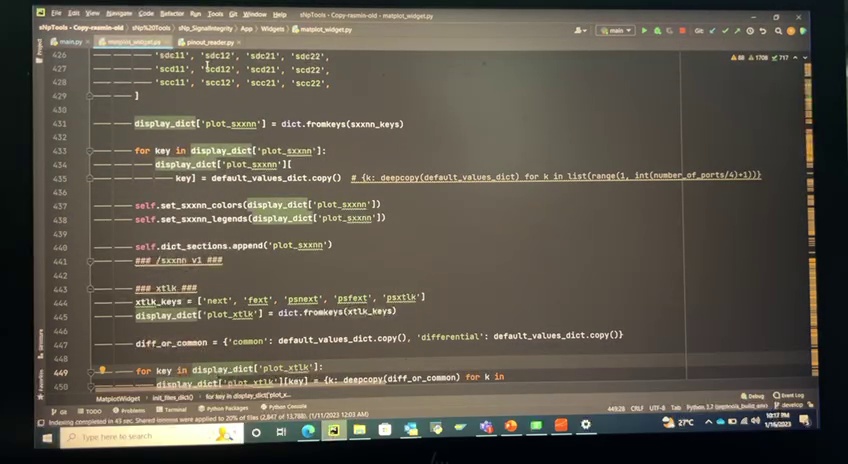 File Edit View Navigate Code Refactor Run Tools Git Window Help sNpTools - Copy-rasmin-old - matplot_widget.py
sNpTools - Copy-rasmin-old sNp%20Tools sNp_SignalIntegrity App Widgets matplot_widget.py main Git:
Project main.py matplot_widget.py pinout_reader.py
426 'sdc11', 'sdc12', 'sdc21', 'sdc22', 88 1708 717
427 'scd11', 'scd12', 'scd21', 'scd22',
428 'scc11', 'scc12', 'scc21', 'scc22',
429 ]
430
431 display_dict['plot_sxxnn'] = dict.fromkeys(sxxnn_keys)
432
433 for key in display_dict['plot_sxxnn']:
434 display_dict['plot_sxxnn'][
435 key] = default_values_dict.copy() # {k: deepcopy(default_values_dict) for k in list(range(1, int(number_of_ports/4)+1))}
436
437 self.set_sxxnn_colors(display_dict['plot_sxxnn'])
438 self.set_sxxnn_legends(display_dict['plot_sxxnn'])
439
440 self.dict_sections.append('plot_sxxnn')
441 ### /sxxnn v1 ###
442
443 ### xtlk ###
444 xtlk_keys = ['next', 'fext', 'psnext', 'psfext', 'psxtlk']
445 display_dict['plot_xtlk'] = dict.fromkeys(xtlk_keys)
446
447 diff_or_common = {'common': default_values_dict.copy(), 'differential': default_values_dict.copy()}
448
449 for key in display_dict['plot_xtlk']:
450 display_dict['plot_xtlk'][key] = {k: deepcopy(diff_or_common) for k in
Structure
Favorites
MatplotWidget init_files_dict() for key in display_dict['plot_x...
Git TODO Problems Terminal Python Packages Python Console Debug Event Log
Indexing completed in 43 sec. Shared indexes were applied to 20% of files (2,847 of 13,768). (1/11/2023 12:03 AM) 449:28 CRLF UTF-8 Tab develop
Type here to search 27°C 10:17 PM
1/16/2023